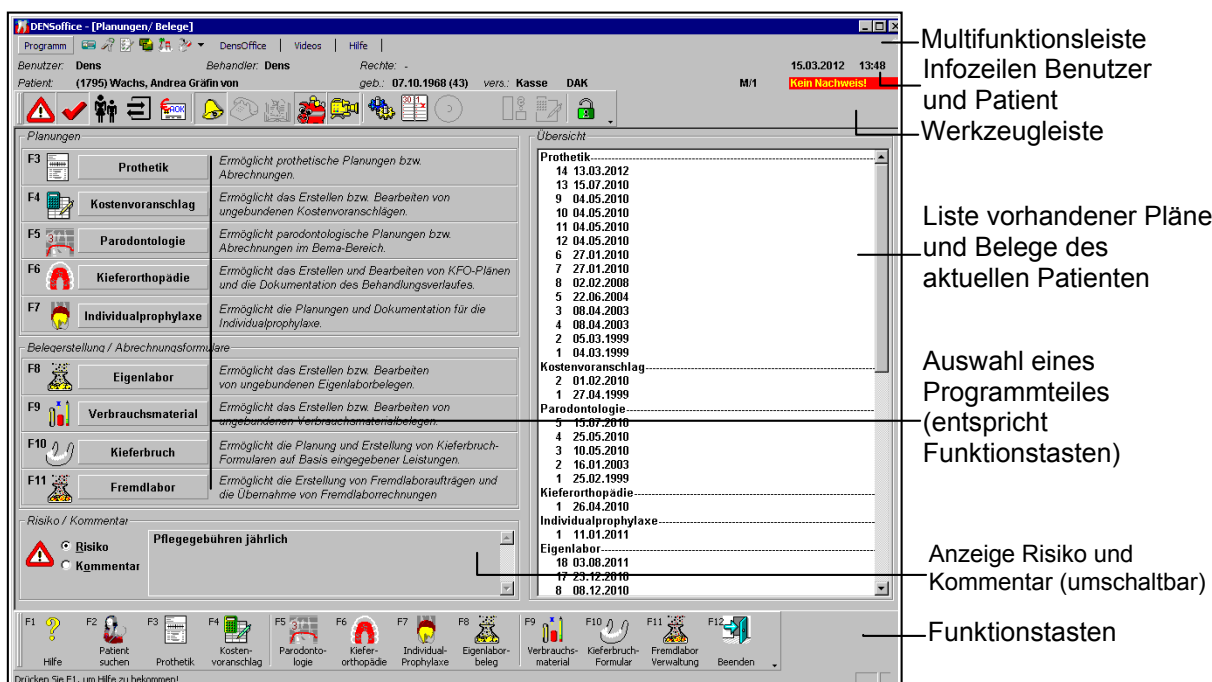 DENSoffice - [Planungen/ Belege]
Programm DensOffice | Videos | Hilfe |
Benutzer: Dens Behandler: Dens Rechte: - 15.03.2012 13:48
Patient: (1795) Wachs, Andrea Gräfin von geb.: 07.10.1968 (43) vers.: Kasse DAK M/1 Kein Nachweis!
Planungen
F3 Prothetik Ermöglicht prothetische Planungen bzw.
Abrechnungen.
F4 Kostenvoranschlag Ermöglicht das Erstellen bzw. Bearbeiten von
ungebundenen Kostenvoranschlägen.
F5 Parodontologie Ermöglicht parodontologische Planungen bzw.
Abrechnungen im Bema-Bereich.
F6 Kieferorthopädie Ermöglicht das Erstellen und Bearbeiten von KFO-Plänen
und die Dokumentation des Behandlungsverlaufes.
F7 Individualprophylaxe Ermöglicht die Planungen und Dokumentation für die
Individualprophylaxe.
Belegerstellung / Abrechnungsformulare
F8 Eigenlabor Ermöglicht das Erstellen bzw. Bearbeiten
von ungebundenen Eigenlaborbelegen.
F9 Verbrauchsmaterial Ermöglicht das Erstellen bzw. Bearbeiten von
ungebundenen Verbrauchsmaterialbelegen.
F10 Kieferbruch Ermöglicht die Planung und Erstellung von Kieferbruch-
Formularen auf Basis eingegebener Leistungen.
F11 Fremdlabor Ermöglicht die Erstellung von Fremdlaboraufträgen und
die Übernahme von Fremdlaborrechnungen
Risiko / Kommentar
Risiko
Kommentar
Pflegegebühren jährlich
Übersicht
Prothetik
14 13.03.2012
13 15.07.2010
9 04.05.2010
10 04.05.2010
11 04.05.2010
12 04.05.2010
6 27.01.2010
7 27.01.2010
8 02.02.2008
5 22.06.2004
3 08.04.2003
4 08.04.2003
2 05.03.1999
1 04.03.1999
Kostenvoranschlag
2 01.02.2010
1 27.04.1999
Parodontologie
5 15.07.2010
4 25.05.2010
3 10.05.2010
2 16.01.2003
1 25.02.1999
Kieferorthopädie
1 26.04.2010
Individualprophylaxe
1 11.01.2011
Eigenlabor
18 03.08.2011
17 23.12.2010
8 08.12.2010
F1 Hilfe
F2 Patient suchen
F3 Prothetik
F4 Kosten-voranschlag
F5 Parodonto-logie
F6 Kiefer-orthopädie
F7 Individual-Prophylaxe
F8 Eigenlabor-beleg
F9 Verbrauchs-material
F10 Kieferbruch-Formular
F11 Fremdlabor Verwaltung
F12 Beenden
Drücken Sie F1, um Hilfe zu bekommen!
Multifunktionsleiste
Infozeilen Benutzer
und Patient
Werkzeugleiste
Liste vorhandener Pläne
und Belege des
aktuellen Patienten
Auswahl eines
Programmteiles
(entspricht
Funktionstasten)
Anzeige Risiko und
Kommentar (umschaltbar)
Funktionstasten